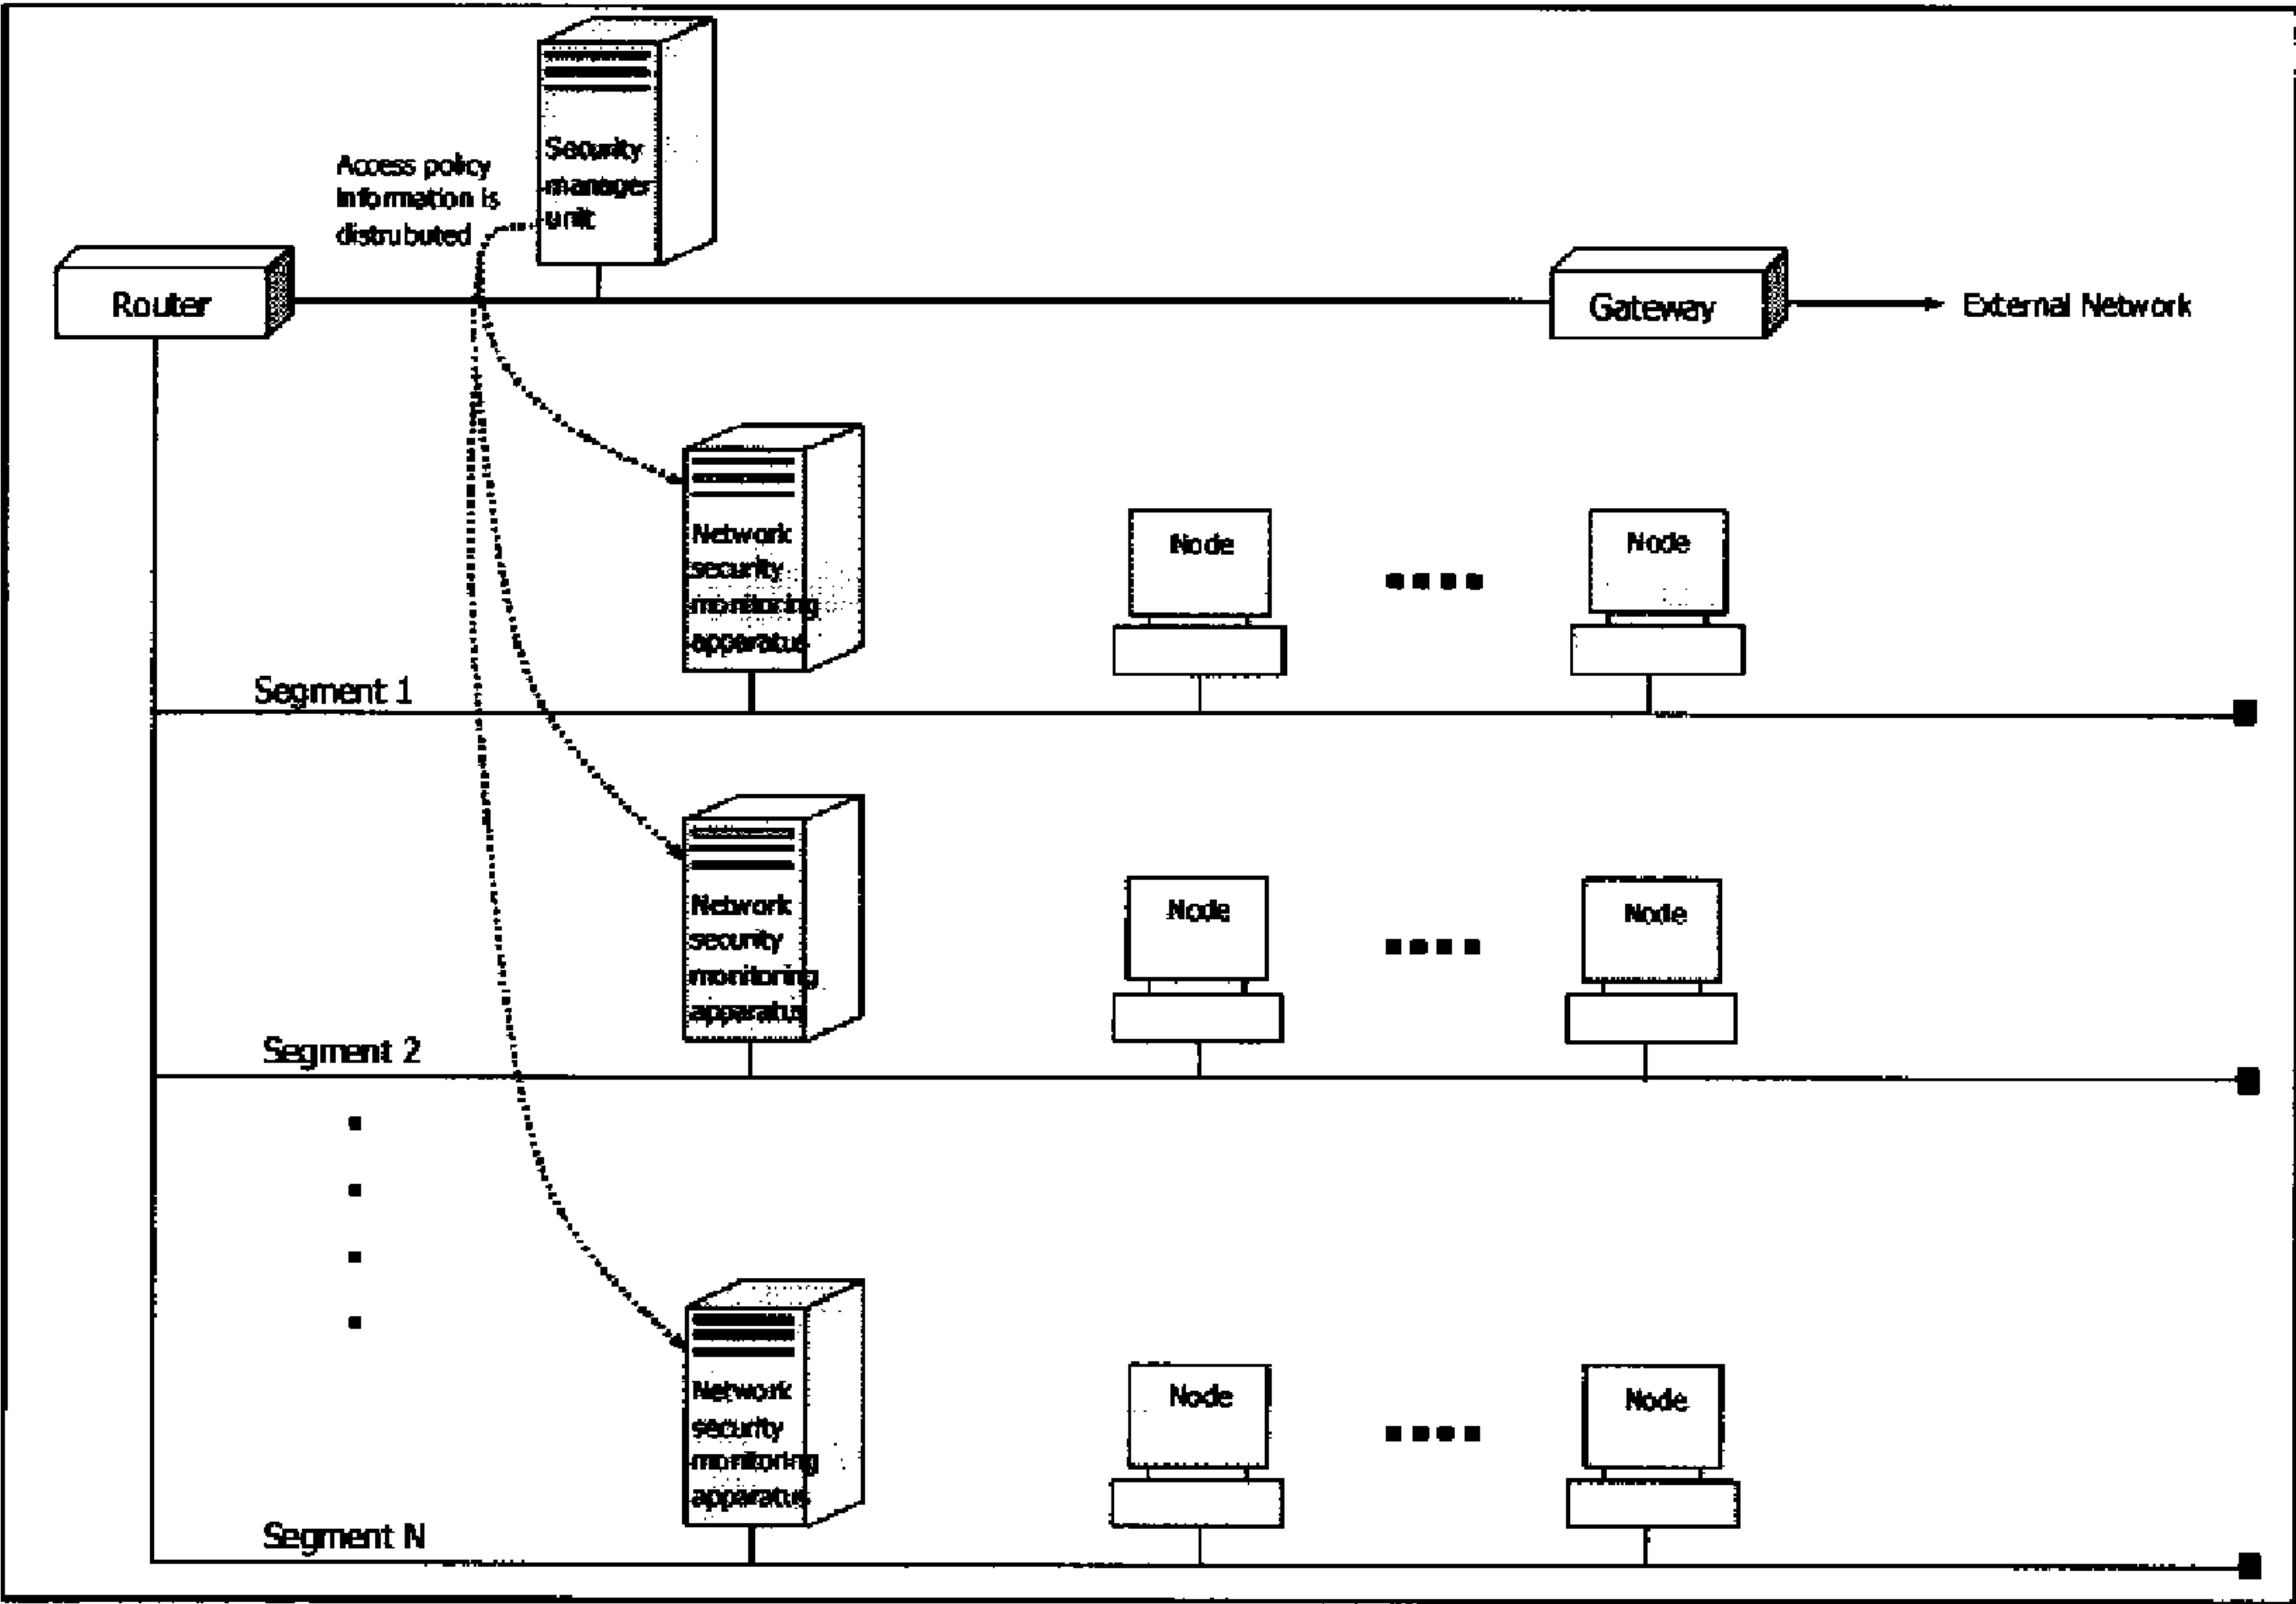 Access policy
Information is
distrubuted
Security
manager
unit
Router
Gateway
External Network
Network
security
monitoring
apparatus
Node
Node
Segment 1
Network
security
monitoring
apparatus
Node
Node
Segment 2
Network
security
monitoring
apparatus
Node
Node
Segment N